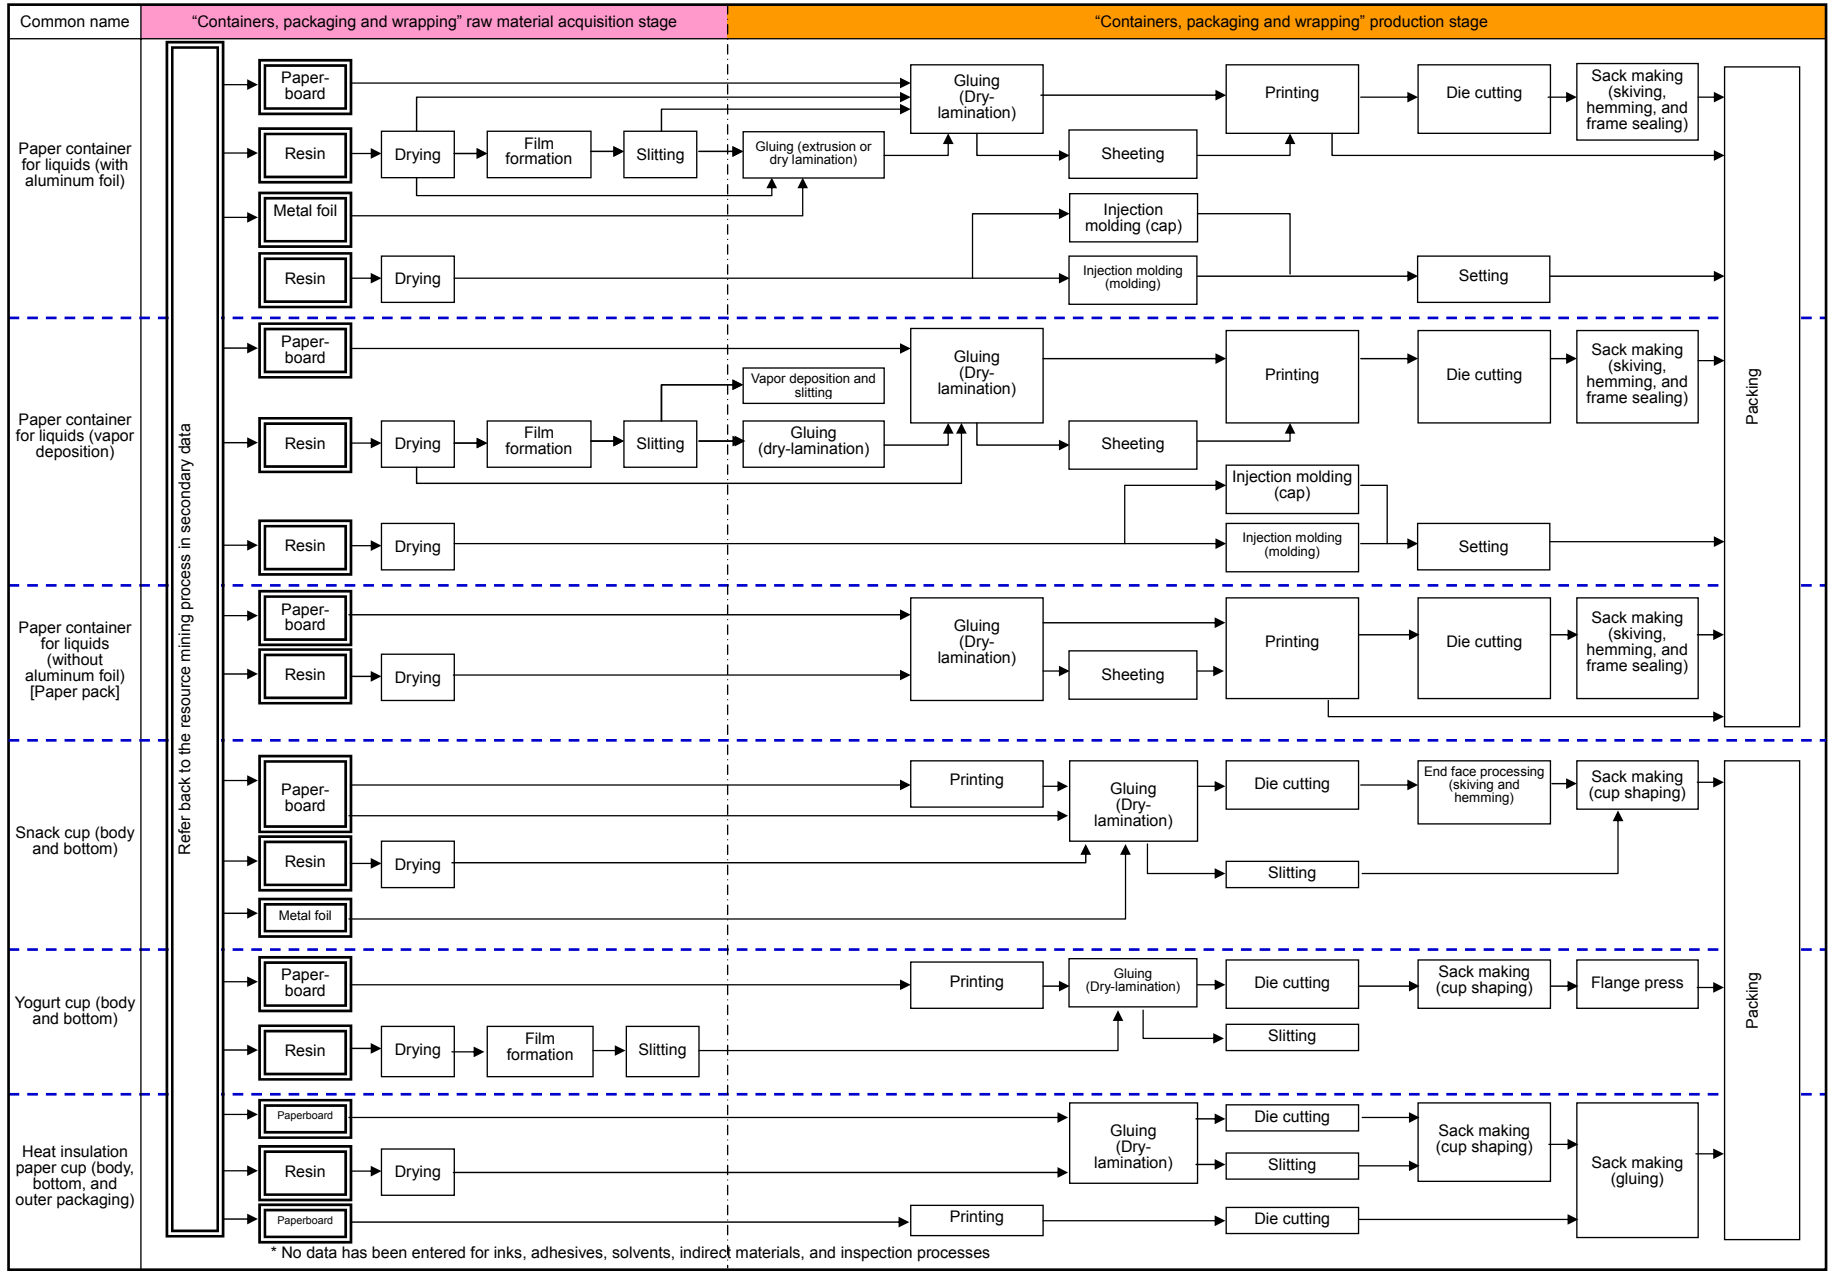 Common name
“Containers, packaging and wrapping” raw material acquisition stage
“Containers, packaging and wrapping” production stage
Refer back to the resource mining process in secondary data
Paper container
for liquids (with
aluminum foil)
Paper-
board
Resin
Drying
Film
formation
Slitting
Metal foil
Resin
Drying
Gluing (extrusion or
dry lamination)
Gluing
(Dry-
lamination)
Sheeting
Printing
Die cutting
Sack making
(skiving,
hemming, and
frame sealing)
Injection
molding (cap)
Injection molding
(molding)
Setting
Packing
Paper container
for liquids (vapor
deposition)
Paper-
board
Resin
Drying
Film
formation
Slitting
Resin
Drying
Vapor deposition and
slitting
Gluing
(dry-lamination)
Gluing
(Dry-
lamination)
Sheeting
Printing
Die cutting
Sack making
(skiving,
hemming, and
frame sealing)
Injection molding
(cap)
Injection molding
(molding)
Setting
Paper container
for liquids
(without
aluminum foil)
[Paper pack]
Paper-
board
Resin
Drying
Gluing
(Dry-
lamination)
Sheeting
Printing
Die cutting
Sack making
(skiving,
hemming, and
frame sealing)
Snack cup (body
and bottom)
Paper-
board
Resin
Drying
Metal foil
Printing
Gluing
(Dry-
lamination)
Die cutting
Slitting
End face processing
(skiving and
hemming)
Sack making
(cup shaping)
Packing
Yogurt cup (body
and bottom)
Paper-
board
Resin
Drying
Film
formation
Slitting
Printing
Gluing
(Dry-lamination)
Die cutting
Slitting
Sack making
(cup shaping)
Flange press
Heat insulation
paper cup (body,
bottom, and
outer packaging)
Paperboard
Resin
Drying
Paperboard
Gluing
(Dry-
lamination)
Die cutting
Slitting
Sack making
(cup shaping)
Printing
Die cutting
Sack making
(gluing)
* No data has been entered for inks, adhesives, solvents, indirect materials, and inspection processes